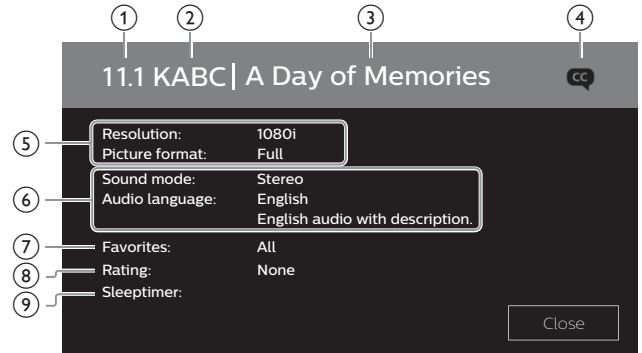 1 2 3 4
11.1 KABC | A Day of Memories CC
5 Resolution: 1080i
Picture format: Full
6 Sound mode: Stereo
Audio language: English
English audio with description.
7 Favorites: All
8 Rating: None
9 Sleeptimer:
Close